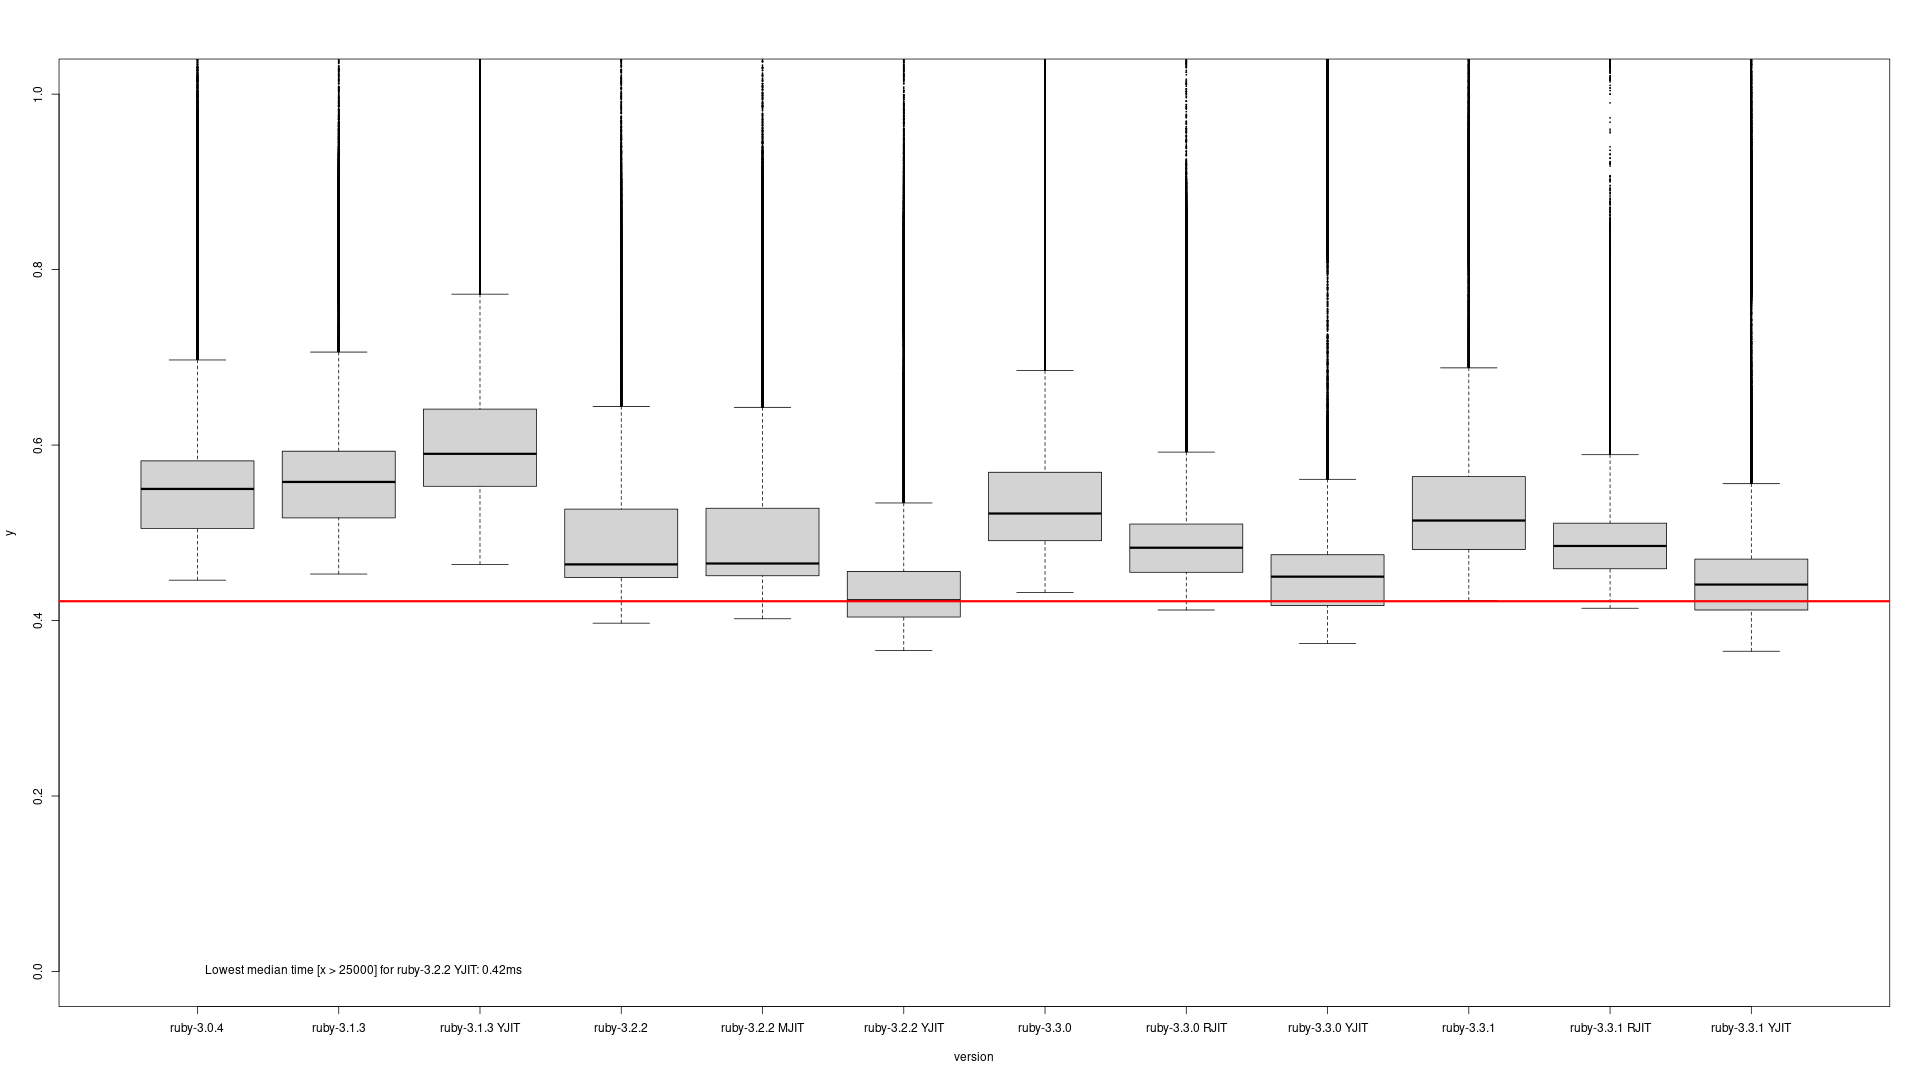 1.0
0.8
0.6
0.4
0.2
0.0
y
Lowest median time [x > 25000] for ruby-3.2.2 YJIT: 0.42ms
ruby-3.0.4 ruby-3.1.3 ruby-3.1.3 YJIT ruby-3.2.2 ruby-3.2.2 MJIT ruby-3.2.2 YJIT ruby-3.3.0 ruby-3.3.0 RJIT ruby-3.3.0 YJIT ruby-3.3.1 ruby-3.3.1 RJIT ruby-3.3.1 YJIT
version